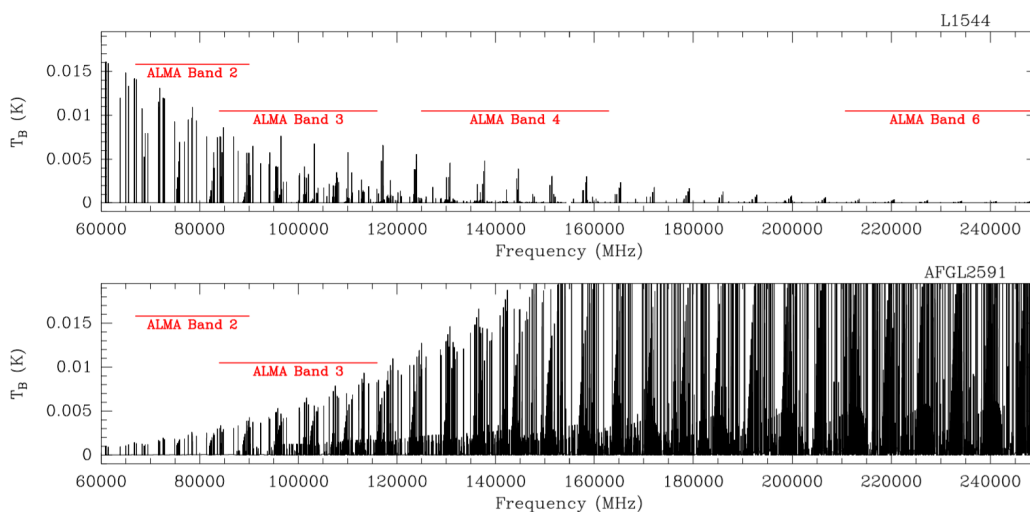 L1544
0.015
0.01
0.005
0
T_B (K)
ALMA Band 2
ALMA Band 3
ALMA Band 4
ALMA Band 6
60000 80000 100000 120000 140000 160000 180000 200000 220000 240000
Frequency (MHz)
AFGL2591
0.015
0.01
0.005
0
T_B (K)
ALMA Band 2
ALMA Band 3
60000 80000 100000 120000 140000 160000 180000 200000 220000 240000
Frequency (MHz)